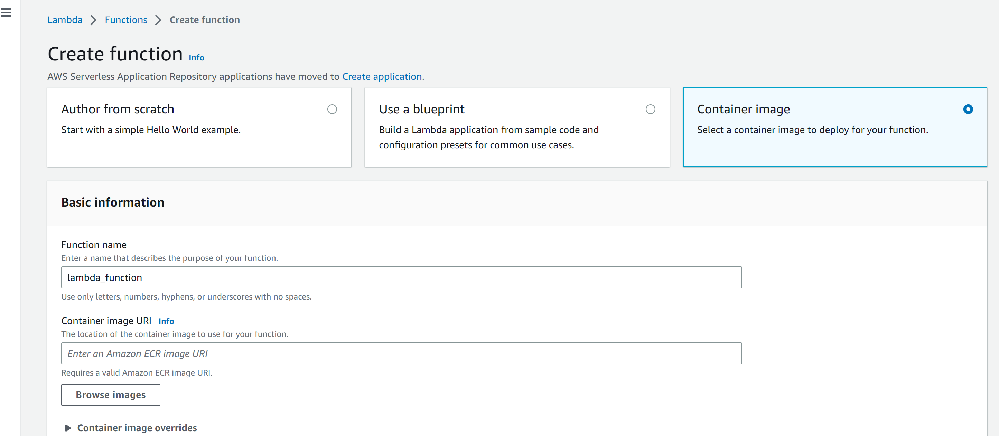 Lambda > Functions > Create function
Create function Info
AWS Serverless Application Repository applications have moved to Create application.
Author from scratch
Start with a simple Hello World example.
Use a blueprint
Build a Lambda application from sample code and
configuration presets for common use cases.
Container image
Select a container image to deploy for your function.
Basic information
Function name
Enter a name that describes the purpose of your function.
lambda_function
Use only letters, numbers, hyphens, or underscores with no spaces.
Container image URI Info
The location of the container image to use for your function.
Enter an Amazon ECR image URI
Requires a valid Amazon ECR image URI.
Browse images
Container image overrides